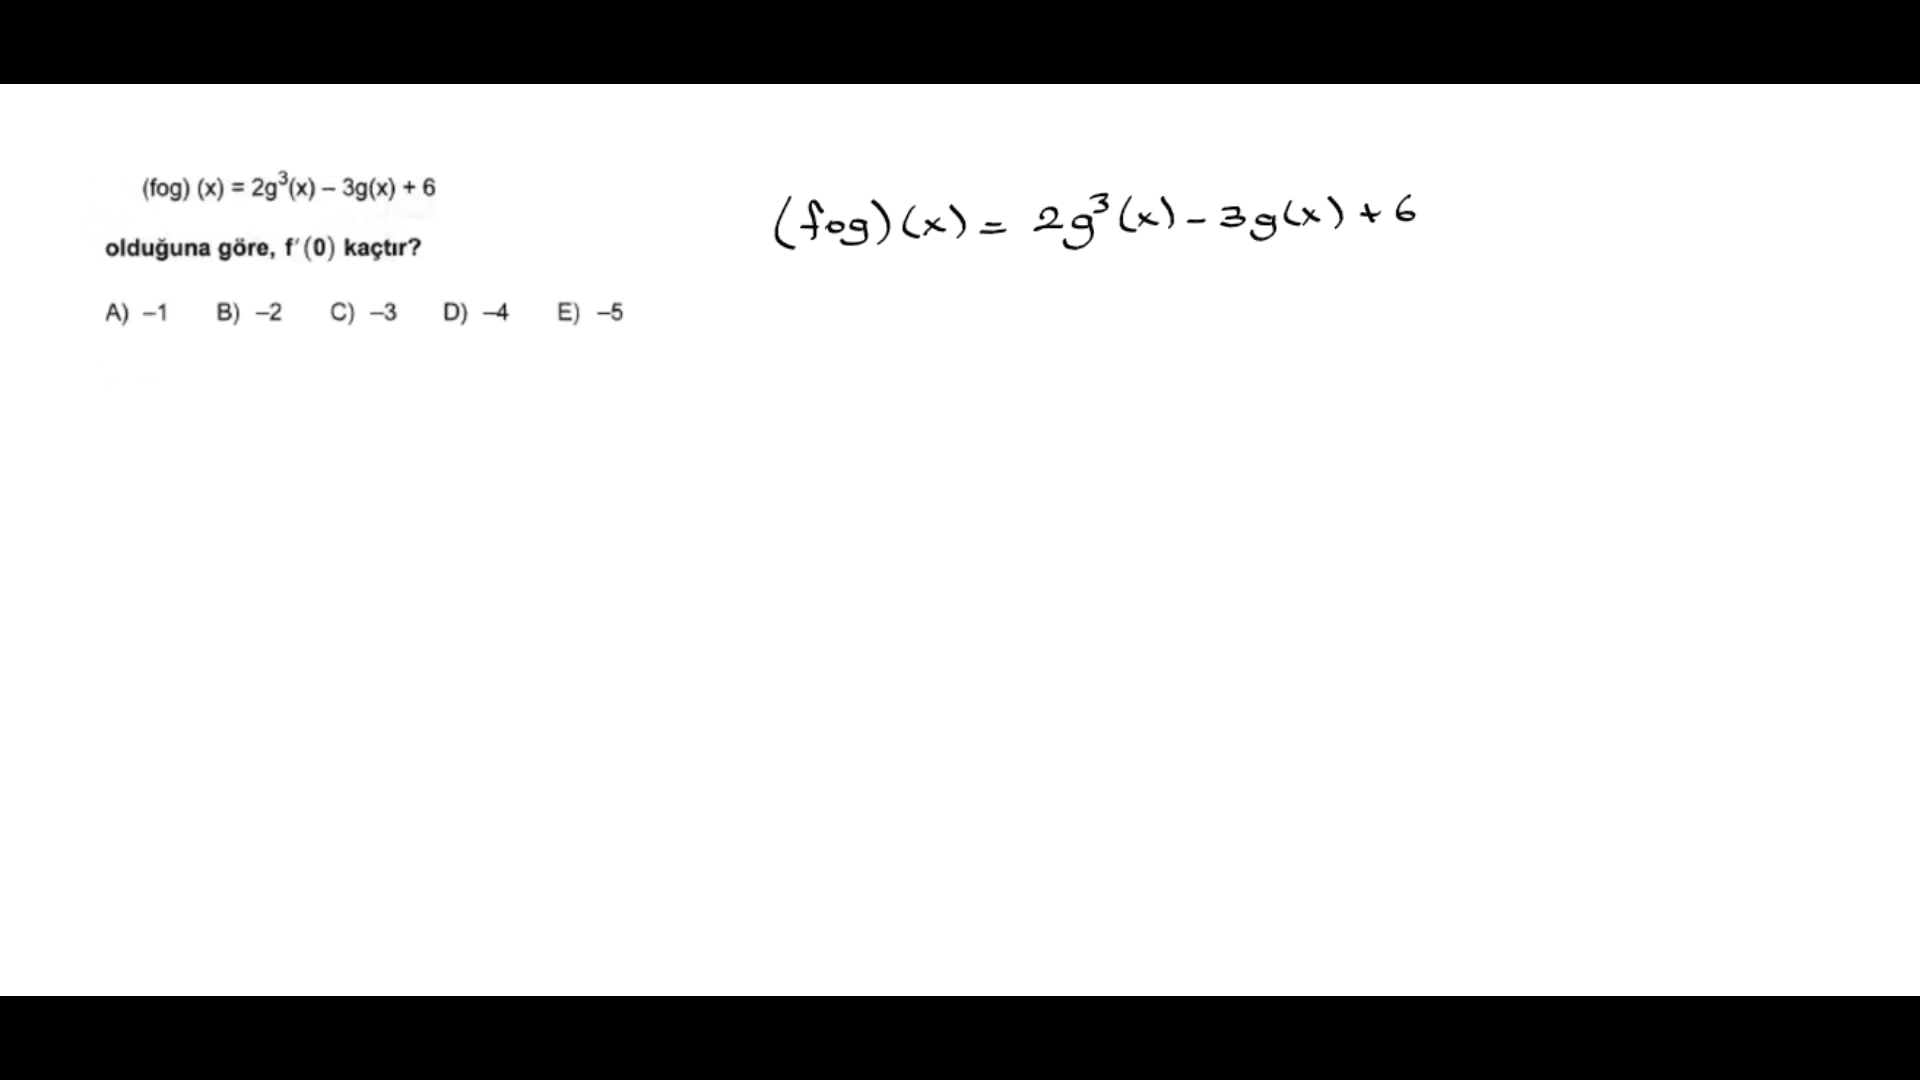 (fog) (x) = 2g³(x) – 3g(x) + 6
olduğuna göre, f′(0) kaçtır?
A) –1 B) –2 C) –3 D) –4 E) –5
(fog)(x) = 2g³(x) - 3g(x) + 6